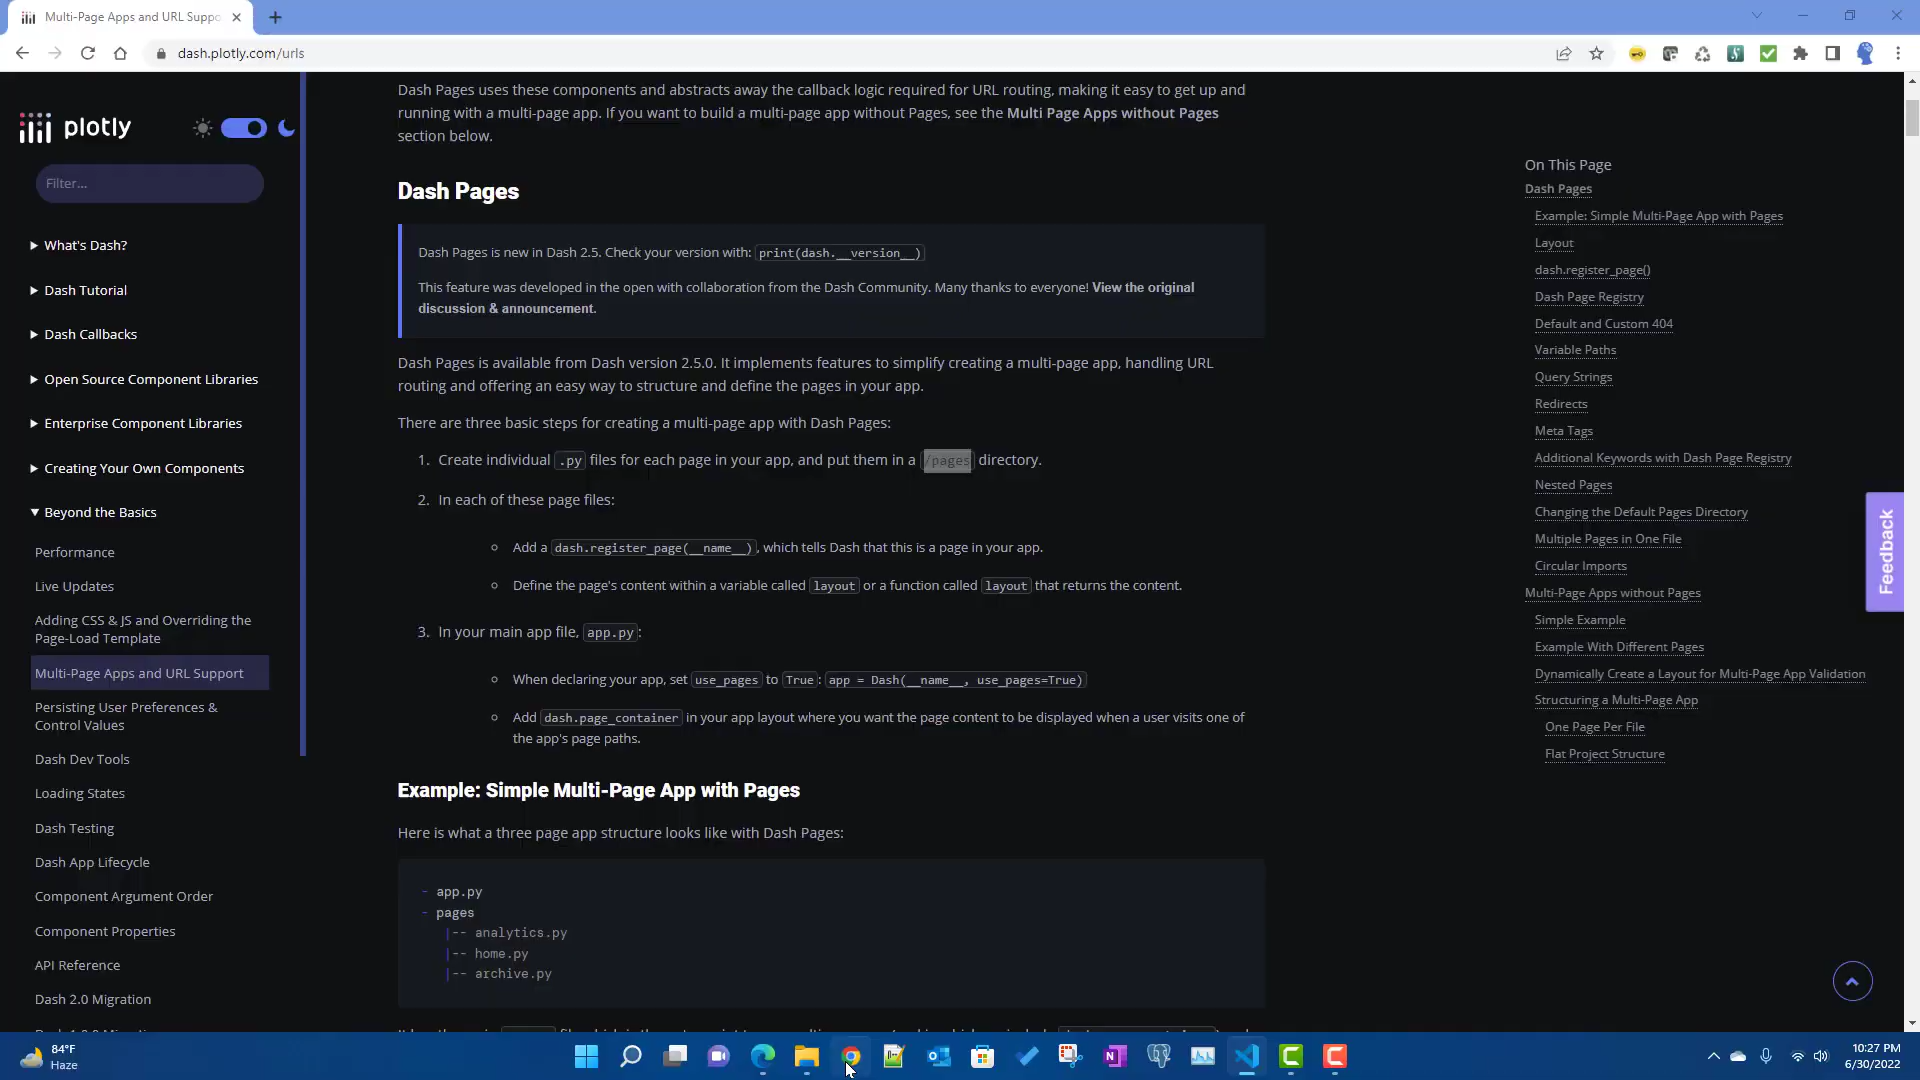 Multi-Page Apps and URL Suppo
dash.plotly.com/urls
plotly
Filter...
What's Dash?
Dash Tutorial
Dash Callbacks
Open Source Component Libraries
Enterprise Component Libraries
Creating Your Own Components
Beyond the Basics
Performance
Live Updates
Adding CSS & JS and Overriding the
Page-Load Template
Multi-Page Apps and URL Support
Persisting User Preferences &
Control Values
Dash Dev Tools
Loading States
Dash Testing
Dash App Lifecycle
Component Argument Order
Component Properties
API Reference
Dash 2.0 Migration
Dash Pages uses these components and abstracts away the callback logic required for URL routing, making it easy to get up and
running with a multi-page app. If you want to build a multi-page app without Pages, see the Multi Page Apps without Pages
section below.
Dash Pages
Dash Pages is new in Dash 2.5. Check your version with: print(dash.__version__)
This feature was developed in the open with collaboration from the Dash Community. Many thanks to everyone! View the original
discussion & announcement.
Dash Pages is available from Dash version 2.5.0. It implements features to simplify creating a multi-page app, handling URL
routing and offering an easy way to structure and define the pages in your app.
There are three basic steps for creating a multi-page app with Dash Pages:
1. Create individual .py files for each page in your app, and put them in a /pages directory.
2. In each of these page files:
Add a dash.register_page(__name__), which tells Dash that this is a page in your app.
Define the page's content within a variable called layout or a function called layout that returns the content.
3. In your main app file, app.py:
When declaring your app, set use_pages to True: app = Dash(__name__, use_pages=True)
Add dash.page_container in your app layout where you want the page content to be displayed when a user visits one of
the app's page paths.
Example: Simple Multi-Page App with Pages
Here is what a three page app structure looks like with Dash Pages:
- app.py
- pages
|-- analytics.py
|-- home.py
|-- archive.py
On This Page
Dash Pages
Example: Simple Multi-Page App with Pages
Layout
dash.register_page()
Dash Page Registry
Default and Custom 404
Variable Paths
Query Strings
Redirects
Meta Tags
Additional Keywords with Dash Page Registry
Nested Pages
Changing the Default Pages Directory
Multiple Pages in One File
Circular Imports
Multi-Page Apps without Pages
Simple Example
Example With Different Pages
Dynamically Create a Layout for Multi-Page App Validation
Structuring a Multi-Page App
One Page Per File
Flat Project Structure
Feedback
84°F
Haze
10:27 PM
6/30/2022